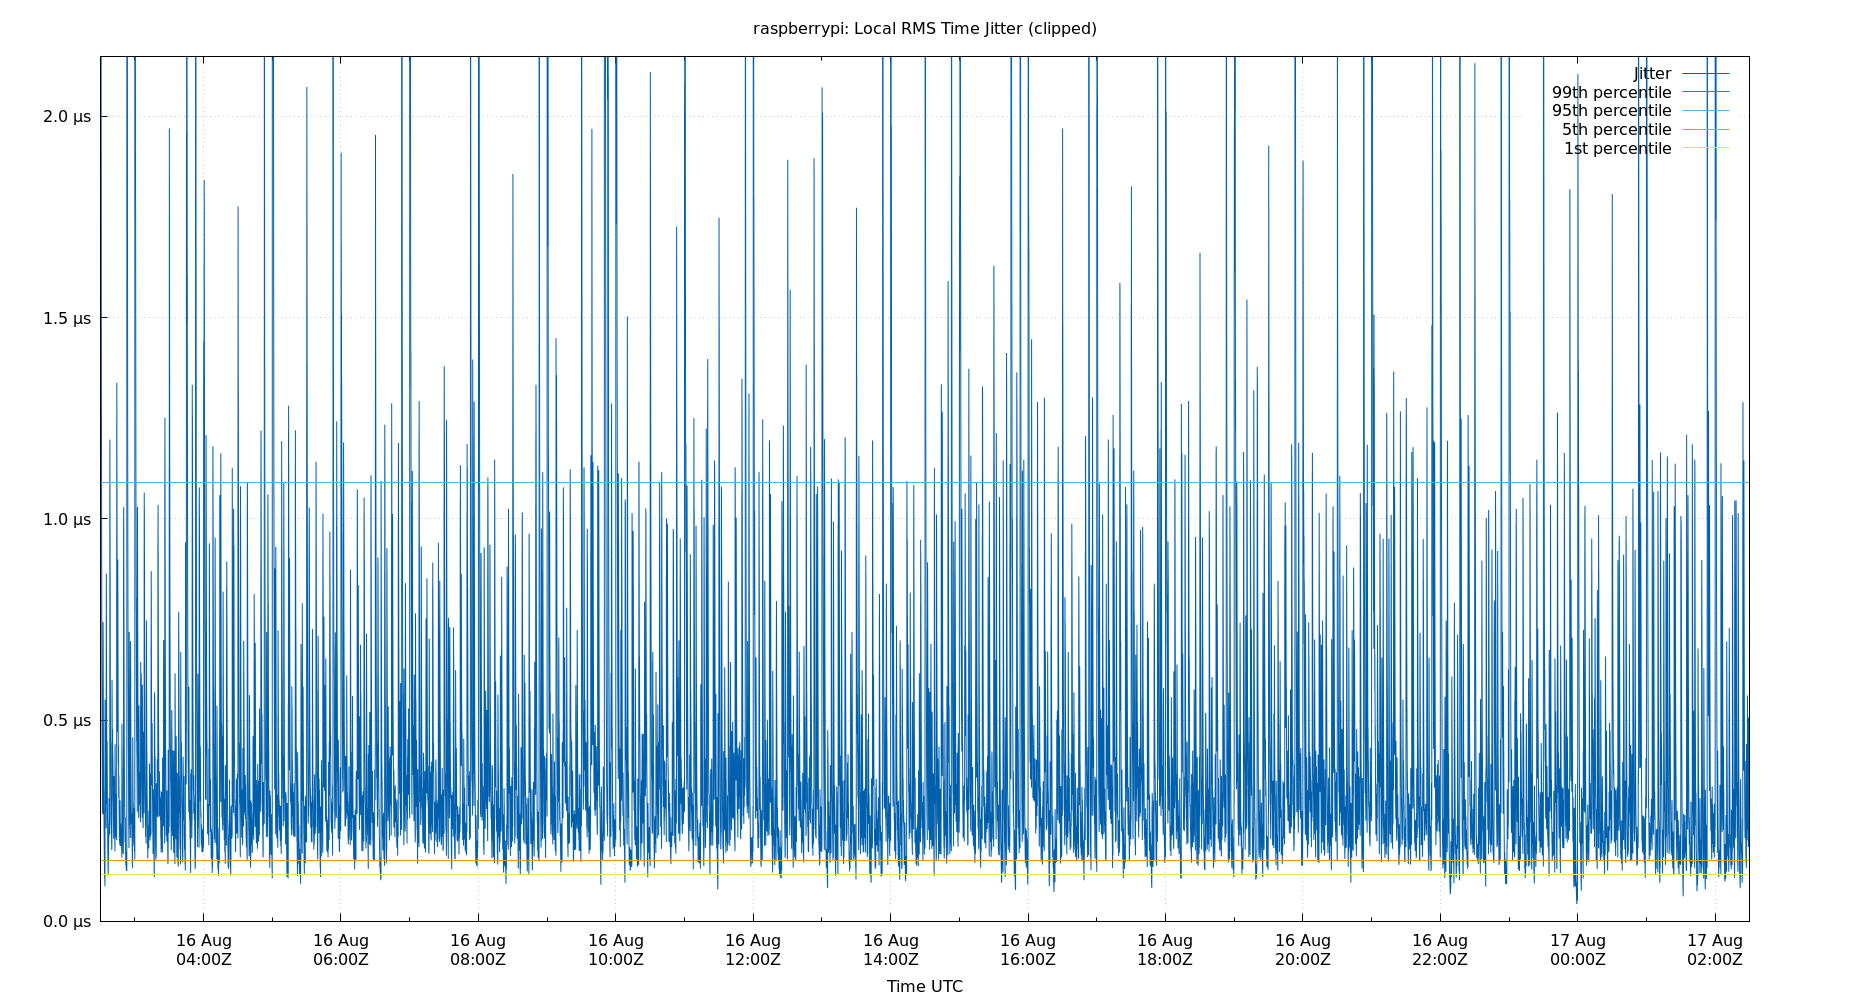 raspberrypi: Local RMS Time Jitter (clipped)
Jitter
99th percentile
95th percentile
5th percentile
1st percentile
2.0 µs
1.5 µs
1.0 µs
0.5 µs
0.0 µs
16 Aug 16 Aug 16 Aug 16 Aug 16 Aug 16 Aug 16 Aug 16 Aug 16 Aug 16 Aug 17 Aug 17 Aug
04:00Z 06:00Z 08:00Z 10:00Z 12:00Z 14:00Z 16:00Z 18:00Z 20:00Z 22:00Z 00:00Z 02:00Z
Time UTC